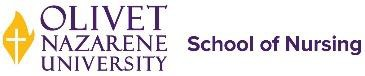 OLIVET
NAZARENE
UNIVERSITY
School of Nursing